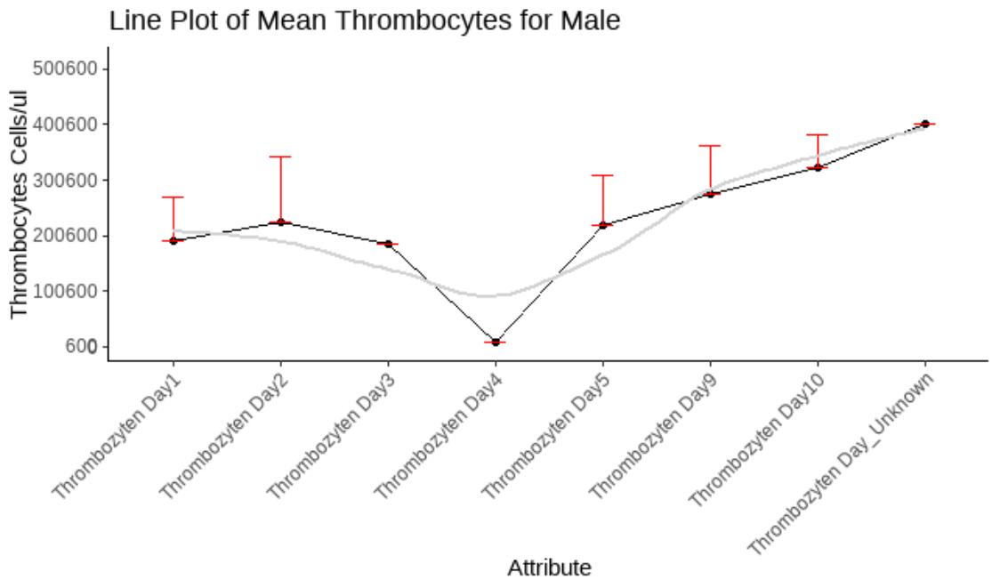 Line Plot of Mean Thrombocytes for Male
Thrombocytes Cells/ul
500600
400600
300600
200600
100600
600
0
Thrombozyten Day1
Thrombozyten Day2
Thrombozyten Day3
Thrombozyten Day4
Thrombozyten Day5
Thrombozyten Day9
Thrombozyten Day10
Thrombozyten Day_Unknown
Attribute